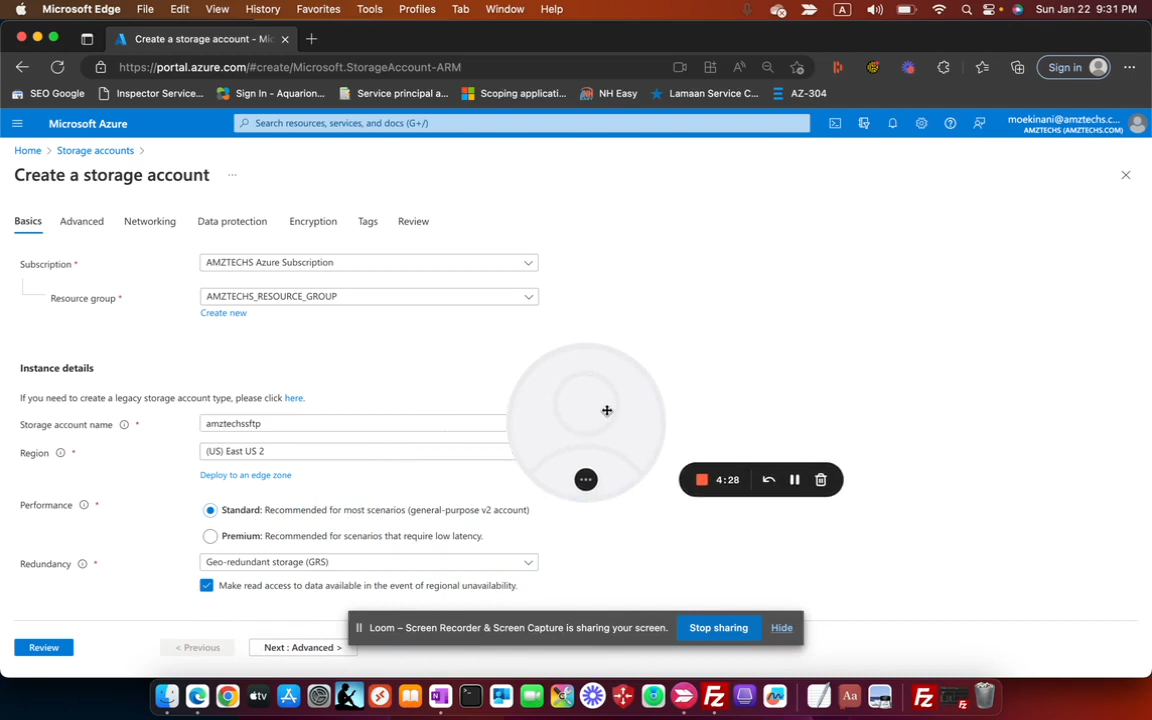 Microsoft Edge File Edit View History Favorites Tools Profiles Tab Window Help A Sun Jan 22 9:31 PM
Create a storage account - Mic
https://portal.azure.com/#create/Microsoft.StorageAccount-ARM Sign in
SEO Google Inspector Service... Sign In - Aquarion... Service principal a... Scoping applicati... NH Easy Lamaan Service C... AZ-304
Microsoft Azure Search resources, services, and docs (G+/) moekinani@amztechs.c...
AMZTECHS (AMZTECHS.COM)
Home > Storage accounts >
Create a storage account ...
Basics Advanced Networking Data protection Encryption Tags Review
Subscription * AMZTECHS Azure Subscription
Resource group * AMZTECHS_RESOURCE_GROUP
Create new
Instance details
If you need to create a legacy storage account type, please click here.
Storage account name * amztechssftp
Region * (US) East US 2
Deploy to an edge zone
4:28
Performance * Standard: Recommended for most scenarios (general-purpose v2 account)
Premium: Recommended for scenarios that require low latency.
Redundancy * Geo-redundant storage (GRS)
Make read access to data available in the event of regional unavailability.
Loom – Screen Recorder & Screen Capture is sharing your screen. Stop sharing Hide
Review < Previous Next : Advanced >
tv Fz Aa Fz